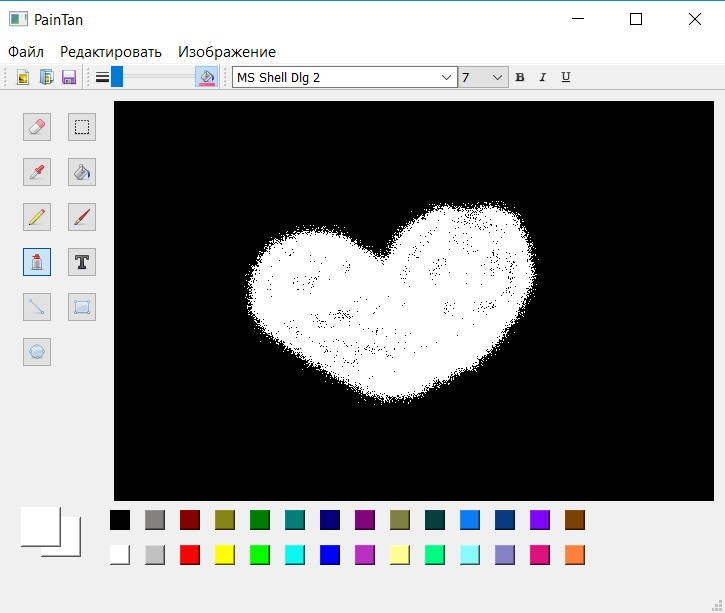 PainTan
Файл Редактировать Изображение
MS Shell Dlg 2 7 B I U
T